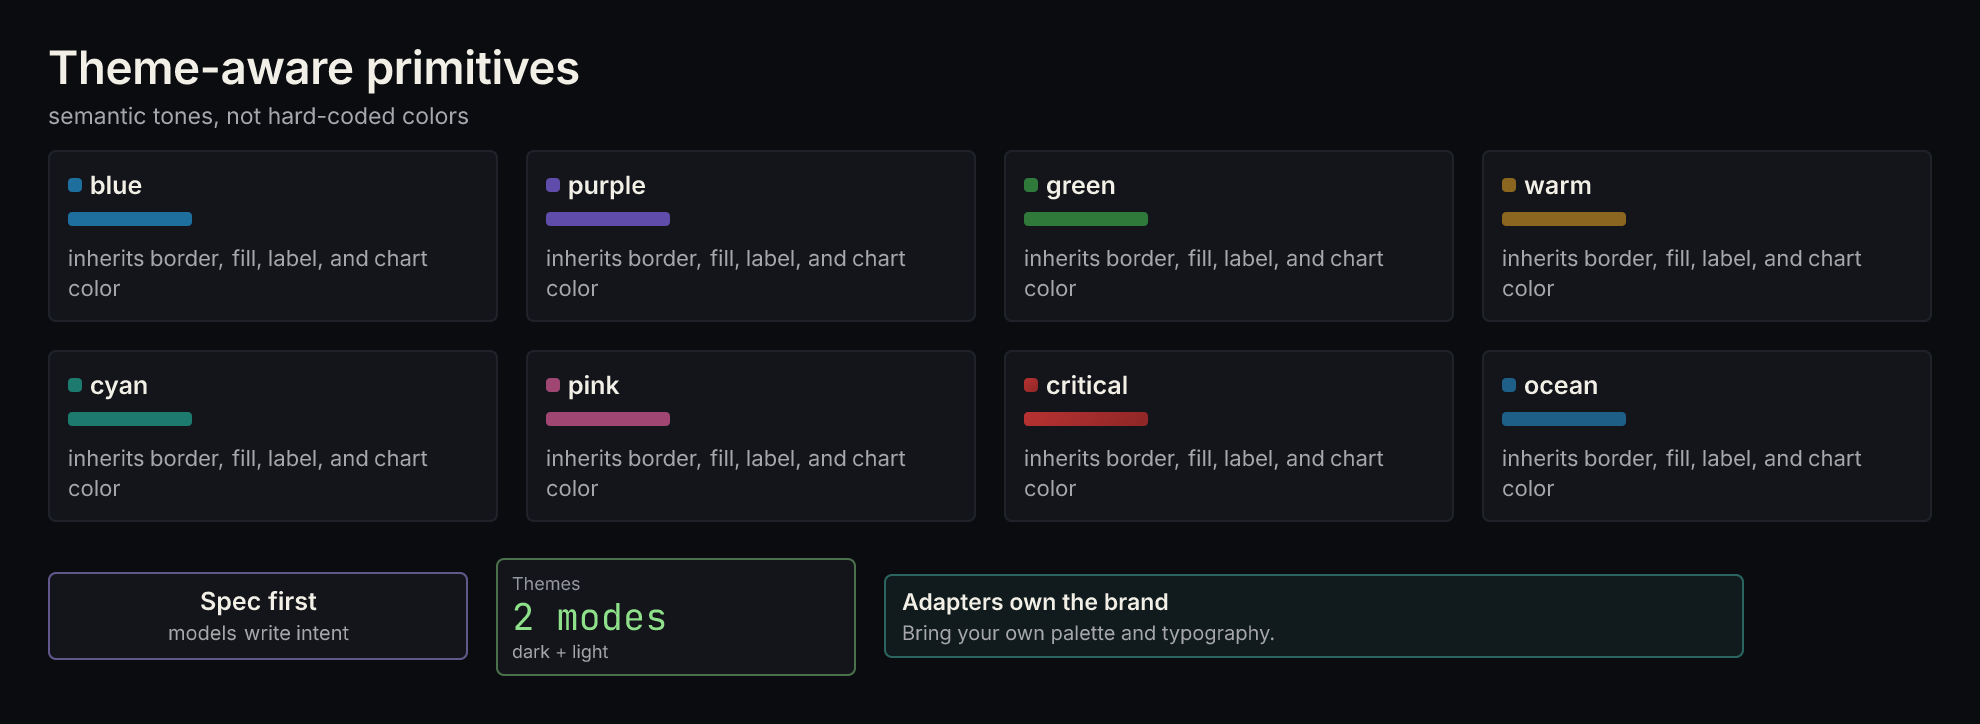 Theme-aware primitives
semantic tones, not hard-coded colors
blue
inherits border, fill, label, and chart
color
purple
inherits border, fill, label, and chart
color
green
inherits border, fill, label, and chart
color
warm
inherits border, fill, label, and chart
color
cyan
inherits border, fill, label, and chart
color
pink
inherits border, fill, label, and chart
color
critical
inherits border, fill, label, and chart
color
ocean
inherits border, fill, label, and chart
color
Spec first
models write intent
Themes
2 modes
dark + light
Adapters own the brand
Bring your own palette and typography.